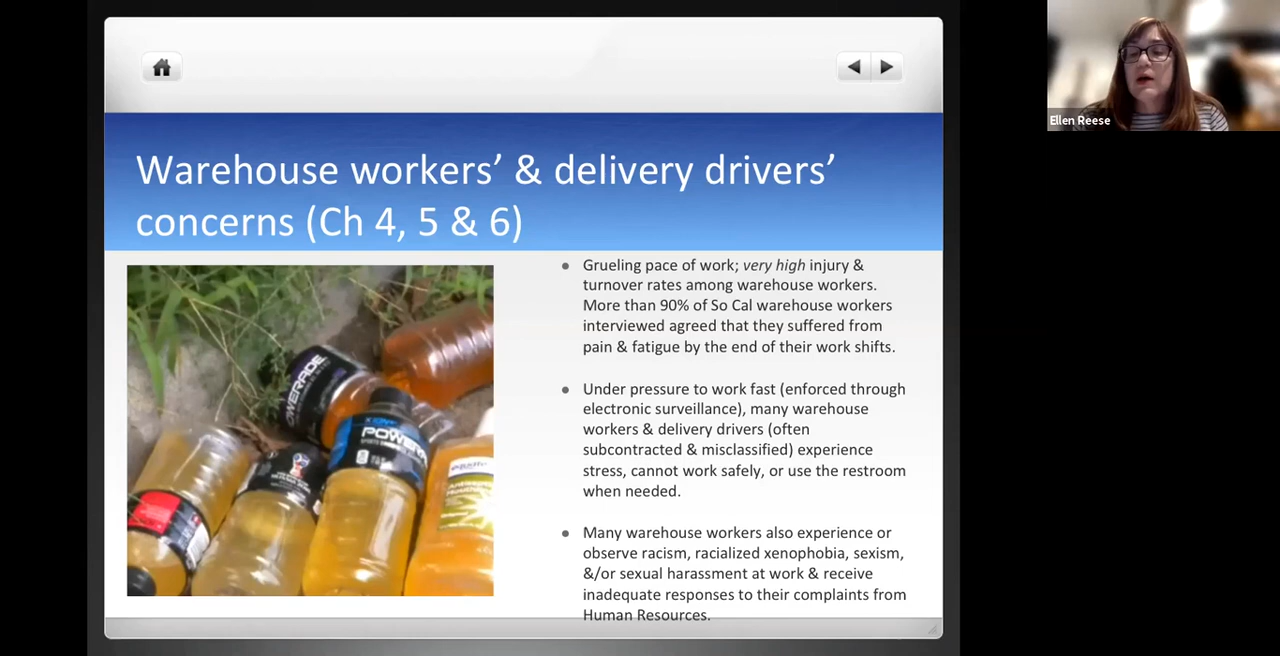 Ellen Reese
Warehouse workers’ & delivery drivers’
concerns (Ch 4, 5 & 6)
Grueling pace of work; very high injury &
turnover rates among warehouse workers.
More than 90% of So Cal warehouse workers
interviewed agreed that they suffered from
pain & fatigue by the end of their work shifts.
Under pressure to work fast (enforced through
electronic surveillance), many warehouse
workers & delivery drivers (often
subcontracted & misclassified) experience
stress, cannot work safely, or use the restroom
when needed.
Many warehouse workers also experience or
observe racism, racialized xenophobia, sexism,
&/or sexual harassment at work & receive
inadequate responses to their complaints from
Human Resources.
OWERADE
POWER